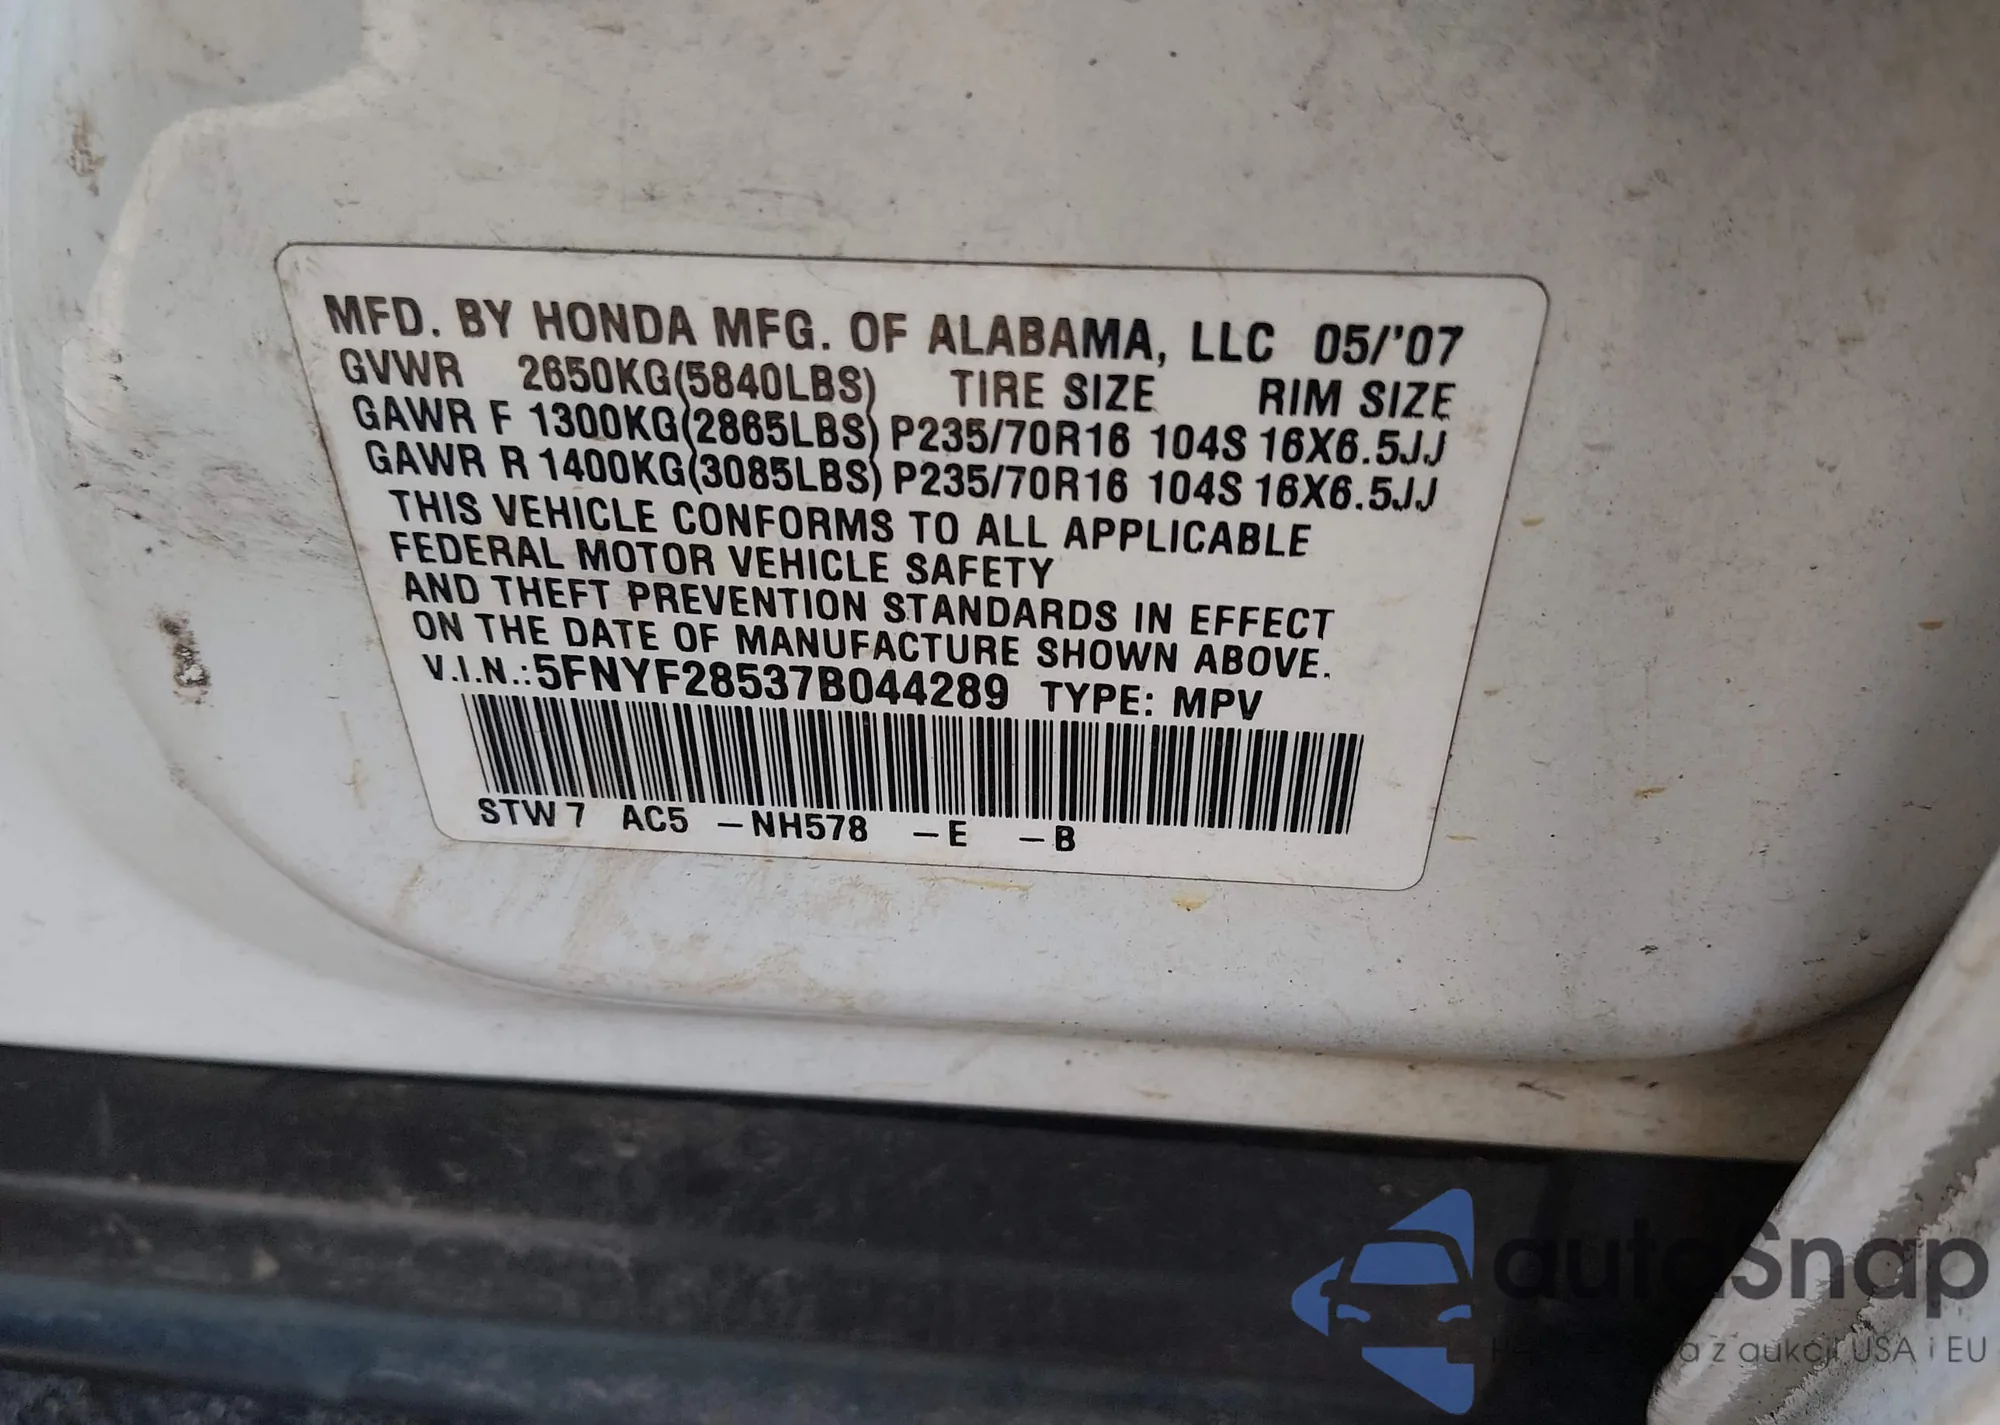 MFD. BY HONDA MFG. OF ALABAMA, LLC 05/'07
GVWR 2650KG(5840LBS) TIRE SIZE RIM SIZE
GAWR F 1300KG(2865LBS) P235/70R16 104S 16X6.5JJ
GAWR R 1400KG(3085LBS) P235/70R16 104S 16X6.5JJ
THIS VEHICLE CONFORMS TO ALL APPLICABLE
FEDERAL MOTOR VEHICLE SAFETY
AND THEFT PREVENTION STANDARDS IN EFFECT
ON THE DATE OF MANUFACTURE SHOWN ABOVE.
V.I.N.:5FNYF28537B044289 TYPE: MPV
STW7 AC5 -NH578 -E -B
autoSnap
z aukcji USA i EU